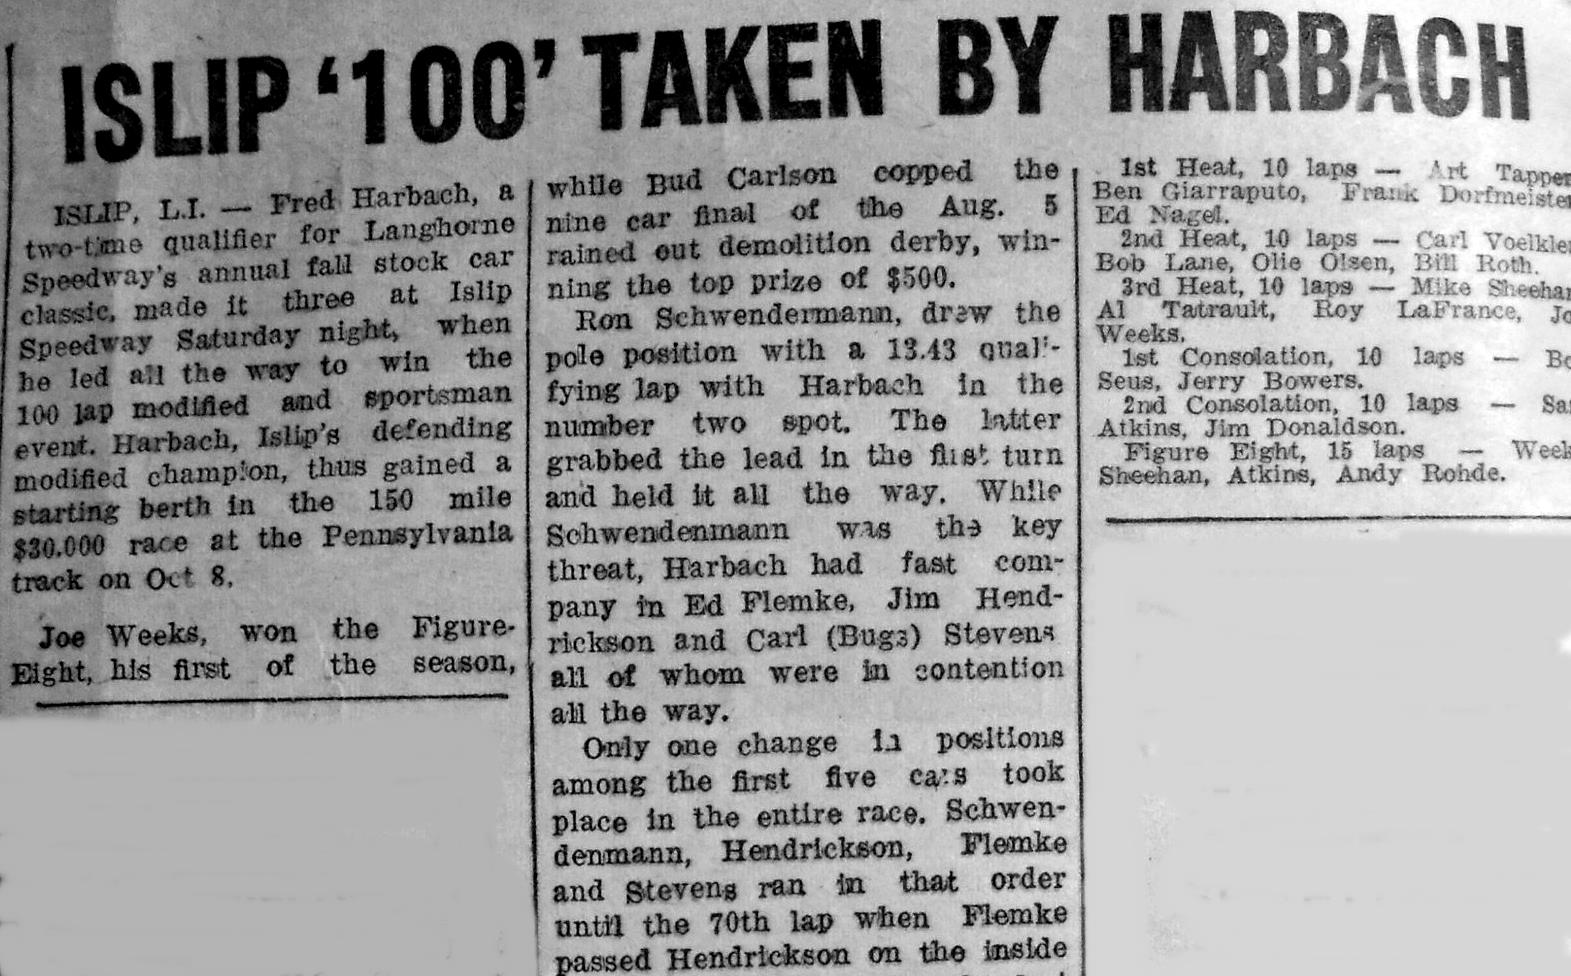 ISLIP ‘100’ TAKEN BY HARBACH
ISLIP, L.I. — Fred Harbach, a
two-time qualifier for Langhorne
Speedway's annual fall stock car
classic, made it three at Islip
Speedway Saturday night, when
he led all the way to win the
100 lap modified and sportsman
event. Harbach, Islip's defending
modified champion, thus gained a
starting berth in the 150 mile
$30.000 race at the Pennsylvania
track on Oct 8.
Joe Weeks, won the Figure-
Eight, his first of the season,
while Bud Carlson copped the
nine car final of the Aug. 5
rained out demolition derby, win-
ning the top prize of $500.
Ron Schwendermann, drew the
pole position with a 13.43 quali-
fying lap with Harbach in the
number two spot. The latter
grabbed the lead in the first turn
and held it all the way. While
Schwendenmann was the key
threat, Harbach had fast com-
pany in Ed Flemke, Jim Hend-
rickson and Carl (Bugs) Stevens
all of whom were in contention
all the way.
Only one change in positions
among the first five cars took
place in the entire race. Schwen-
denmann, Hendrickson, Flemke
and Stevens ran in that order
until the 70th lap when Flemke
passed Hendrickson on the inside
1st Heat, 10 laps — Art Tappen
Ben Giarraputo, Frank Dorfmeister
Ed Nagel.
2nd Heat, 10 laps — Carl Voelkler
Bob Lane, Olie Olsen, Bill Roth.
3rd Heat, 10 laps — Mike Sheehan
Al Tatrault, Roy LaFrance, Jo
Weeks.
1st Consolation, 10 laps — Bo
Seus, Jerry Bowers.
2nd Consolation, 10 laps — Sa
Atkins, Jim Donaldson.
Figure Eight, 15 laps — Week
Sheehan, Atkins, Andy Rohde.